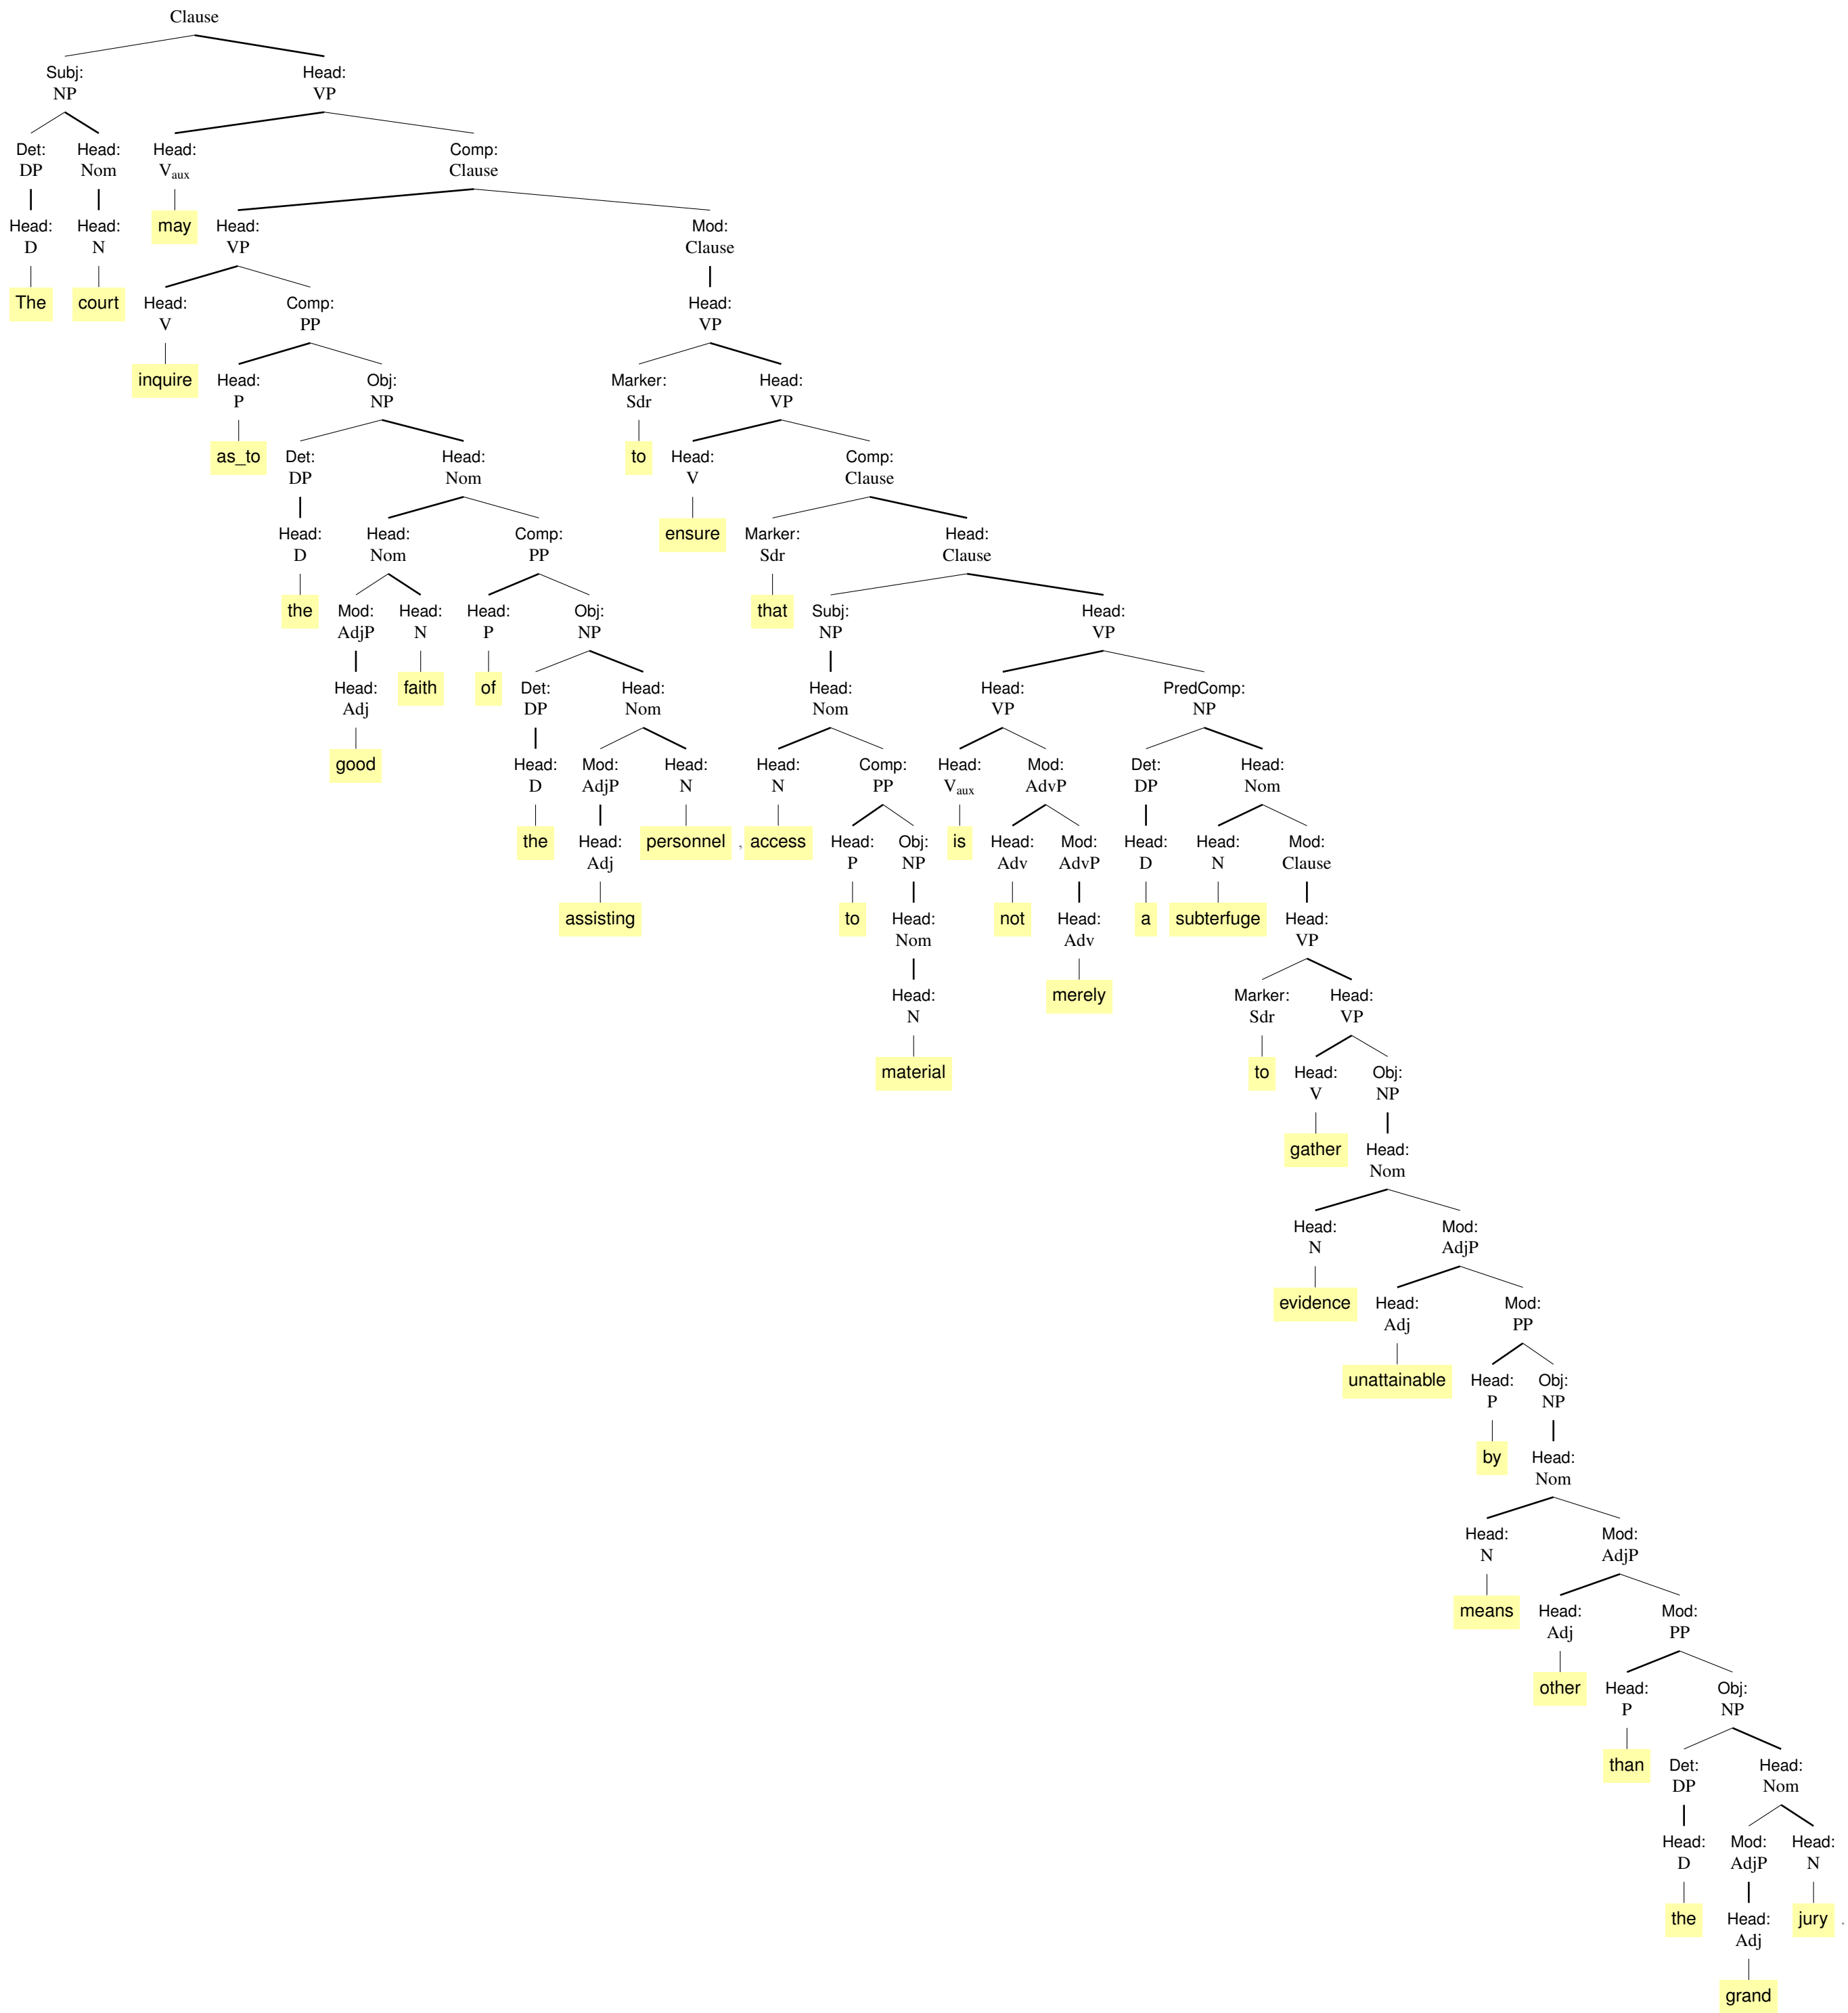 Clause
Subj: Head:
NP VP
Det: Head: Head: Comp:
DP Nom Vaux Clause
Head: Head: may Head: Mod:
D N VP Clause
The court Head: Comp: Head:
V PP VP
inquire Head: Obj: Marker: Head:
P NP Sdr VP
as_to Det: Head: to Head: Comp:
DP Nom V Clause
Head: Head: Comp: ensure Marker: Head:
D Nom PP Sdr Clause
the Mod: Head: Head: Obj: that Subj: Head:
AdjP N P NP NP VP
Head: faith of Det: Head: Head: Head: PredComp:
Adj DP Nom Nom VP NP
good Head: Mod: Head: Head: Comp: Head: Mod: Det: Head:
D AdjP N N PP Vaux AdvP DP Nom
the Head: personnel , access Head: Obj: is Head: Mod: Head: Head: Mod:
Adj P NP Adv AdvP D N Clause
assisting to Head: not Head: a subterfuge Head:
Nom Adv VP
Head: merely Marker: Head:
N Sdr VP
material to Head: Obj:
V NP
gather Head:
Nom
Head: Mod:
N AdjP
evidence Head: Mod:
Adj PP
unattainable Head: Obj:
P NP
by Head:
Nom
Head: Mod:
N AdjP
means Head: Mod:
Adj PP
other Head: Obj:
P NP
than Det: Head:
DP Nom
Head: Mod: Head:
D AdjP N
the Head: jury .
Adj
grand